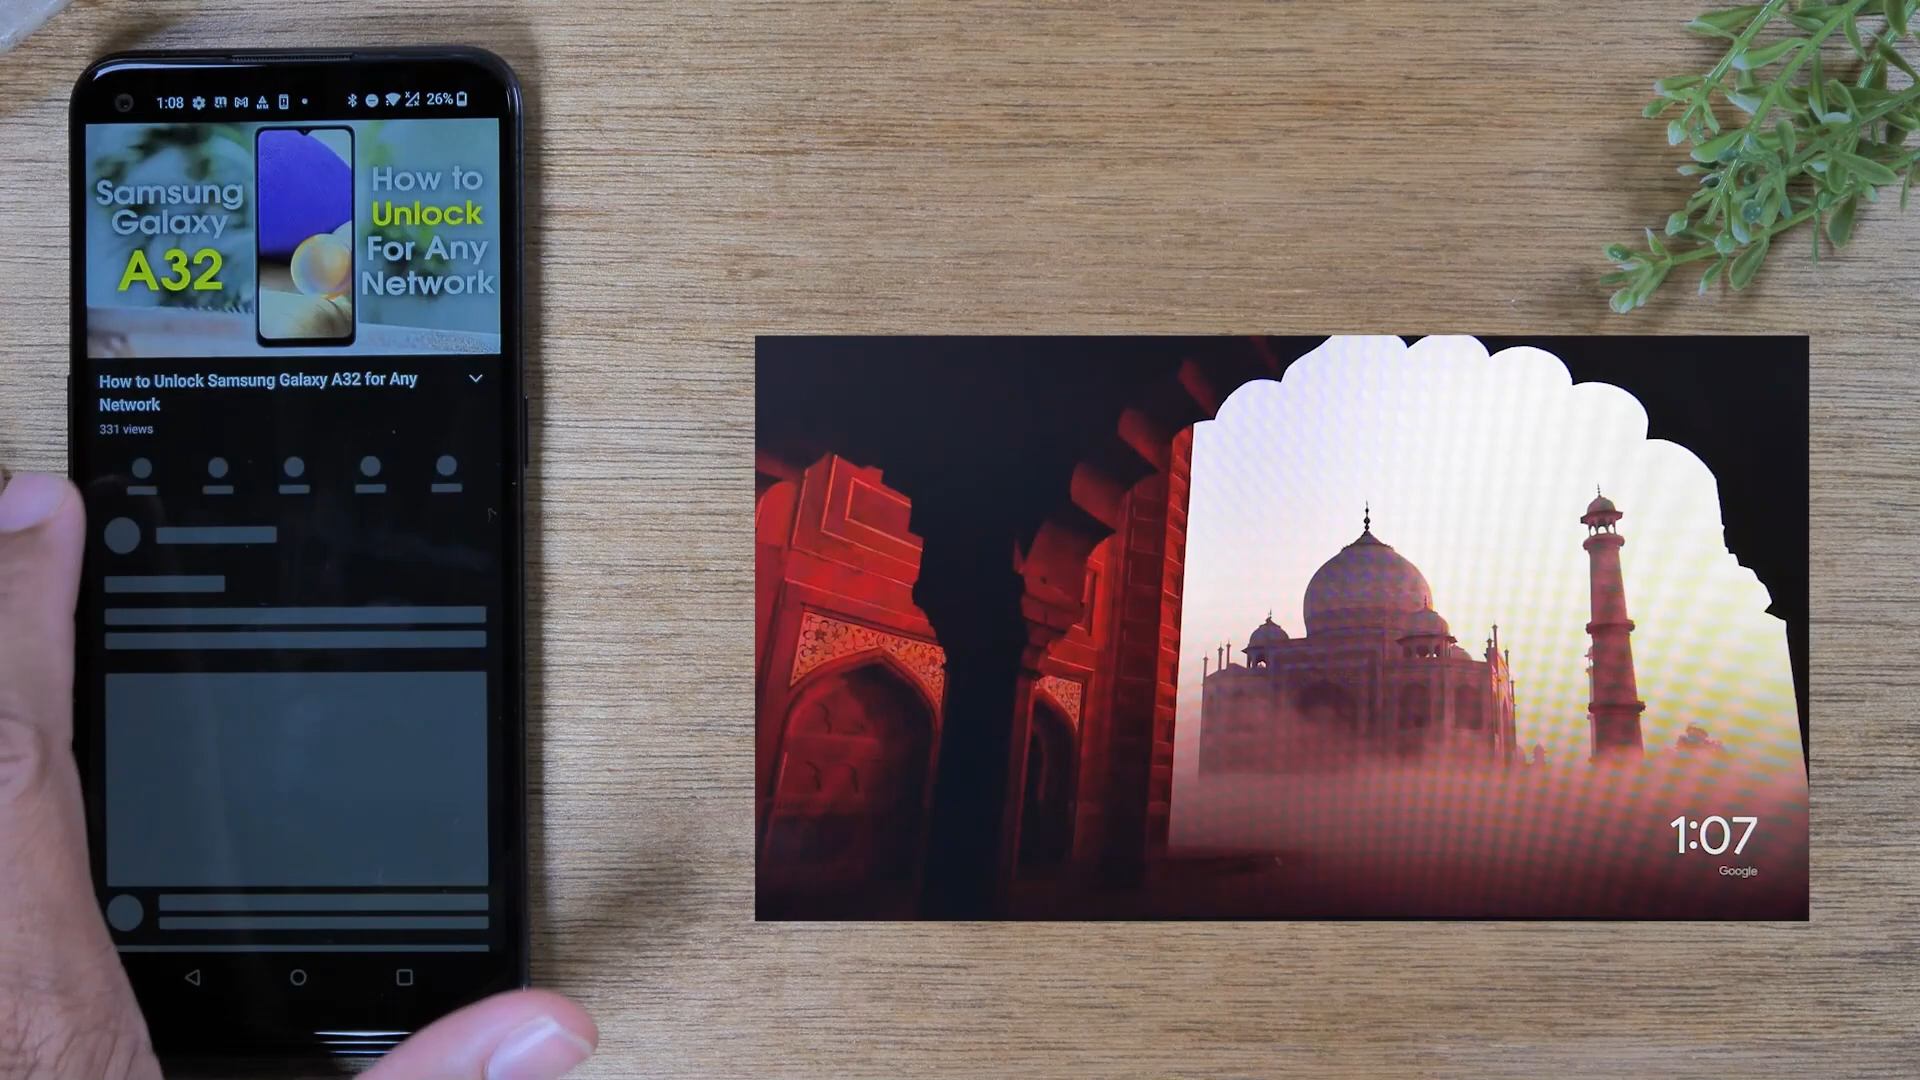 1:08
26%
Samsung
Galaxy
A32
How to
Unlock
For Any
Network
How to Unlock Samsung Galaxy A32 for Any
Network
331 views
1:07
Google